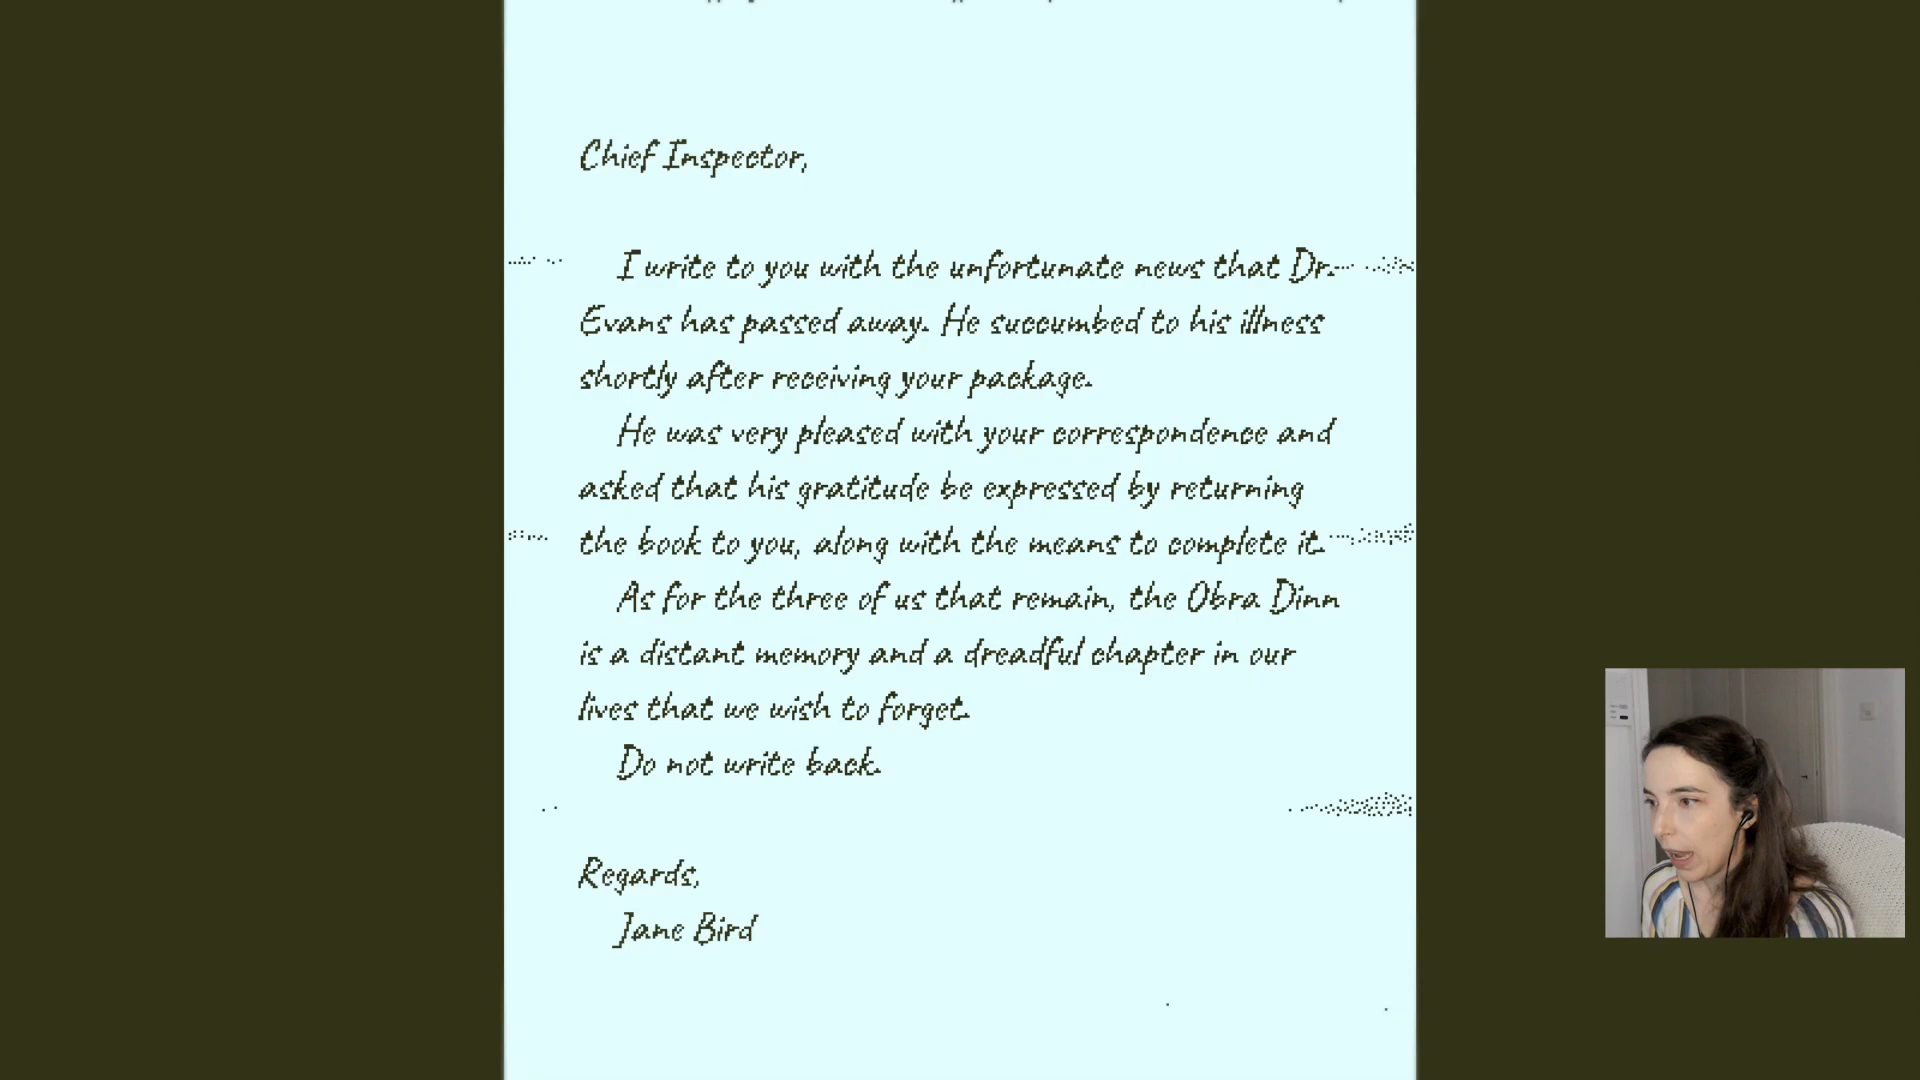 Chief Inspector,
I write to you with the unfortunate news that Dr.
Evans has passed away. He succumbed to his illness
shortly after receiving your package.
He was very pleased with your correspondence and
asked that his gratitude be expressed by returning
the book to you, along with the means to complete it.
As for the three of us that remain, the Obra Dinn
is a distant memory and a dreadful chapter in our
lives that we wish to forget.
Do not write back.
Regards,
Jane Bird